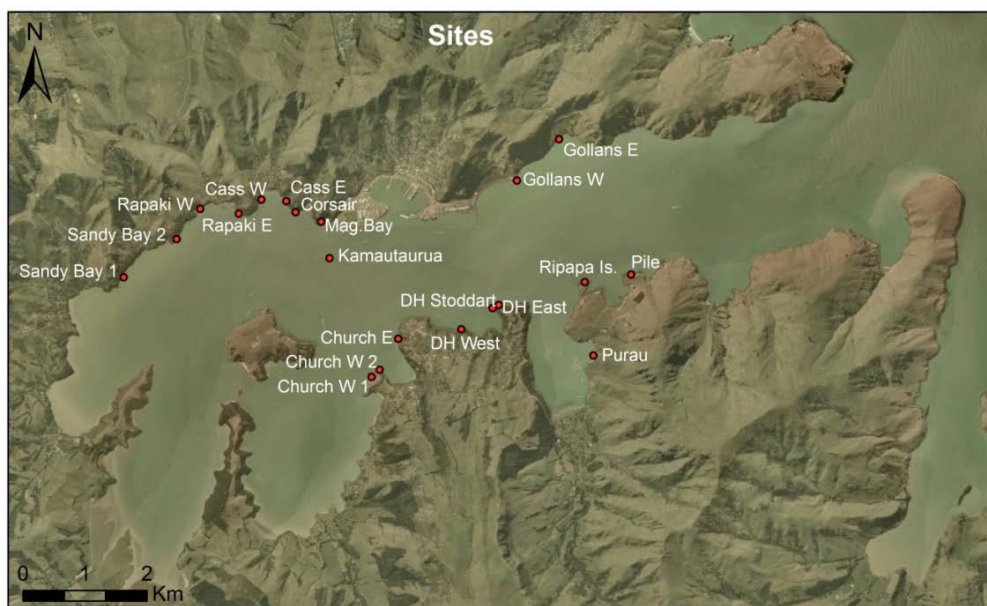 N
Sites
Gollans E
Gollans W
Cass W
Cass E
Rapaki W
Corsair
Rapaki E
Mag.Bay
Sandy Bay 2
Kamautaurua
Sandy Bay 1
Ripapa Is.
Pile
DH Stoddart
DH East
Church E
DH West
Church W 2
Purau
Church W 1
0 1 2
Km